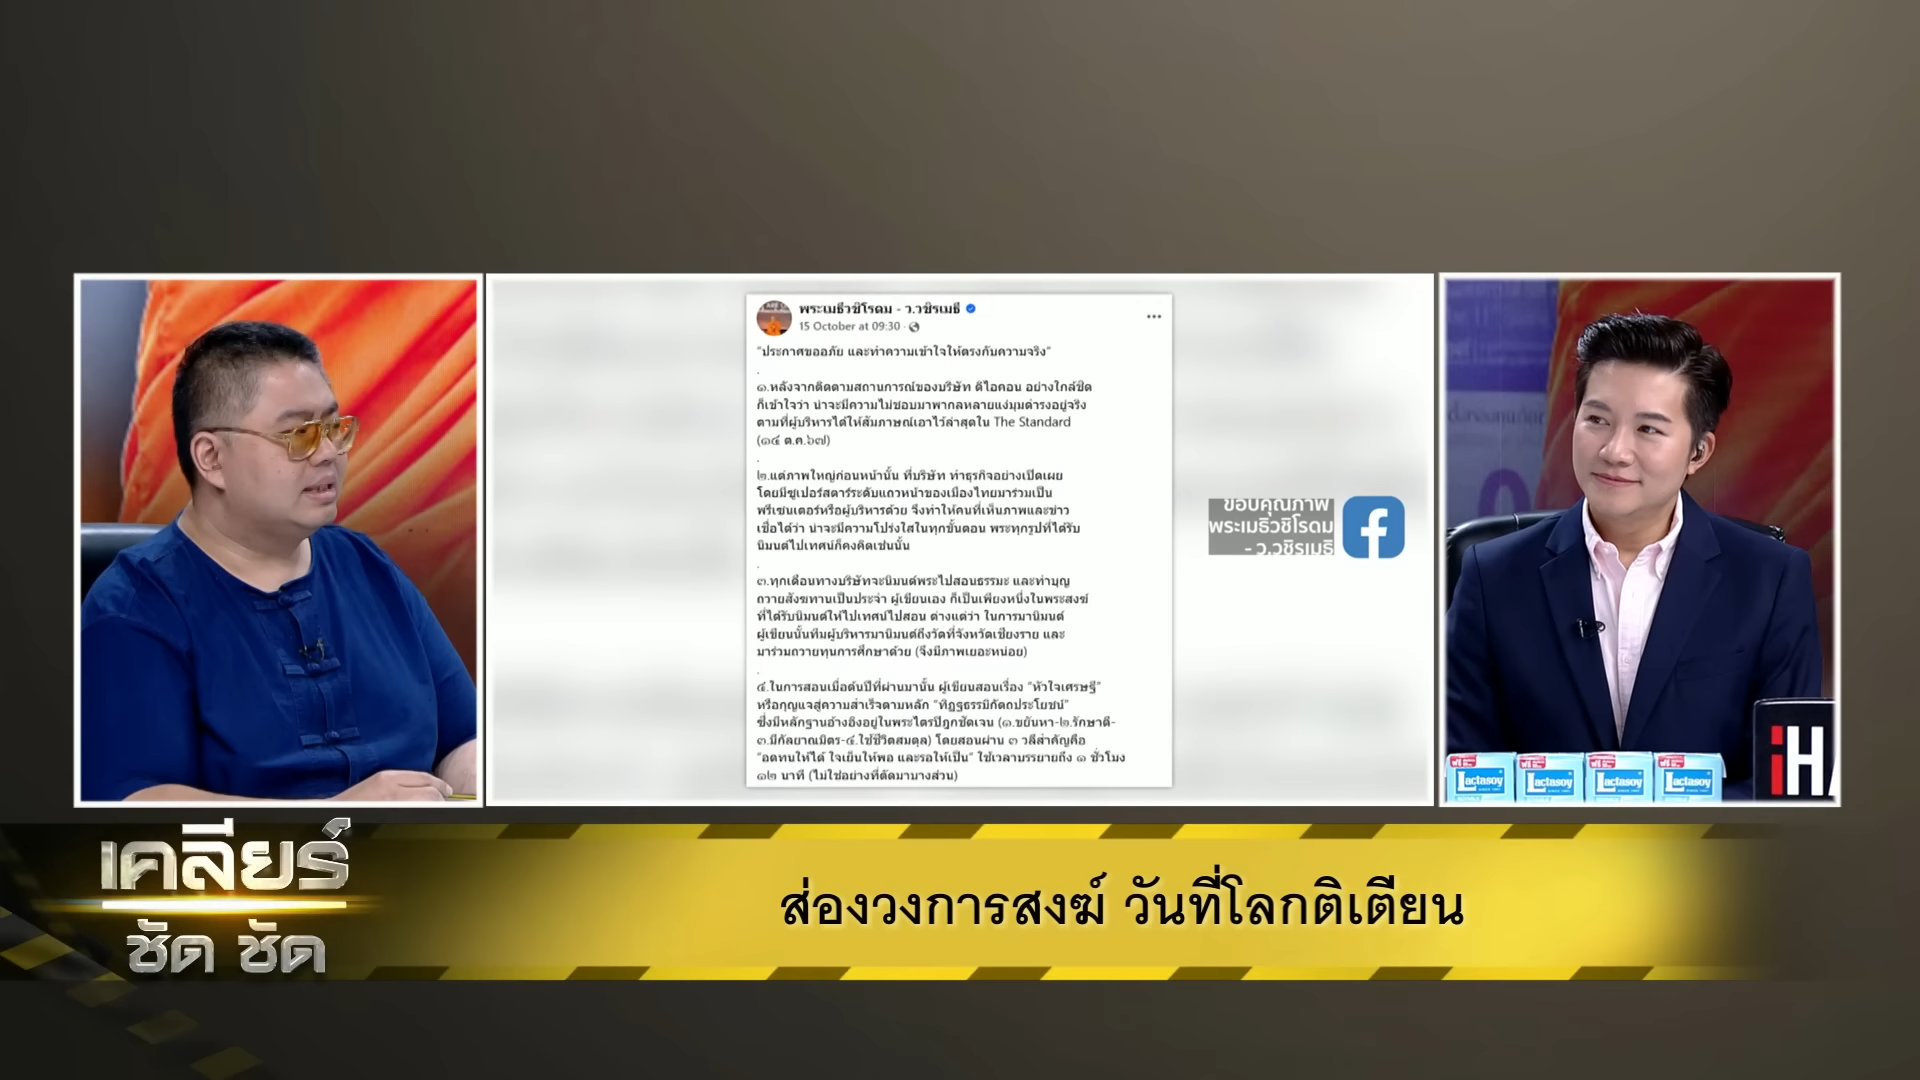 พระเมธีวชิโรดม - ว.วชิรเมธี
15 October at 09:30
"ประกาศขออภัย และทำความเข้าใจให้ตรงกับความจริง"
.
๑.หลังจากติดตามสถานการณ์ของบริษัท ดิไอคอน อย่างใกล้ชิด
ก็เข้าใจว่า น่าจะมีความไม่ชอบมาพากลหลายแง่มุมดำรงอยู่จริง
ตามที่ผู้บริหารได้ให้สัมภาษณ์เอาไว้ล่าสุดใน The Standard
(๑๔ ต.ค.๖๗)
.
๒.แต่ภาพใหญ่ก่อนหน้านั้น ที่บริษัท ทำธุรกิจอย่างเปิดเผย
โดยมีซูเปอร์สตาร์ระดับแถวหน้าของเมืองไทยมาร่วมเป็น
พรีเซนเตอร์หรือผู้บริหารด้วย จึงทำให้คนที่เห็นภาพและข่าว
เชื่อได้ว่า น่าจะมีความโปร่งใสในทุกขั้นตอน พระทุกรูปที่ได้รับ
นิมนต์ไปเทศน์ก็คงคิดเช่นนั้น
.
๓.ทุกเดือนทางบริษัทจะนิมนต์พระไปสอนธรรมะ และทำบุญ
ถวายสังฆทานเป็นประจำ ผู้เขียนเอง ก็เป็นเพียงหนึ่งในพระสงฆ์
ที่ได้รับนิมนต์ให้ไปเทศน์ไปสอน ต่างแต่ว่า ในการมานิมนต์
ผู้เขียนนั้นทีมผู้บริหารมานิมนต์ถึงวัดที่จังหวัดเชียงราย และ
มาร่วมถวายทุนการศึกษาด้วย (จึงมีภาพเยอะหน่อย)
.
๔.ในการสอนเมื่อต้นปีที่ผ่านมานั้น ผู้เขียนสอนเรื่อง "หัวใจเศรษฐี"
หรือกุญแจสู่ความสำเร็จตามหลัก "ทิฏฐธรรมิกัตถประโยชน์"
ซึ่งมีหลักฐานอ้างอิงอยู่ในพระไตรปิฎกชัดเจน (๑.ขยันหา-๒.รักษาดี-
๓.มีกัลยาณมิตร-๔.ใช้ชีวิตสมดุล) โดยสอนผ่าน ๓ วลีสำคัญคือ
"อดทนให้ได้ ใจเย็นให้พอ และรอให้เป็น" ใช้เวลาบรรยายถึง ๑ ชั่วโมง
๑๒ นาที (ไม่ใช่อย่างที่ตัดมาบางส่วน)
ขอบคุณภาพ
พระเมธีวชิโรดม
- ว.วชิรเมธี
Lactasoy Lactasoy Lactasoy Lactasoy
เคลียร์
ชัด ชัด
ส่องวงการสงฆ์ วันที่โลกติเตียน